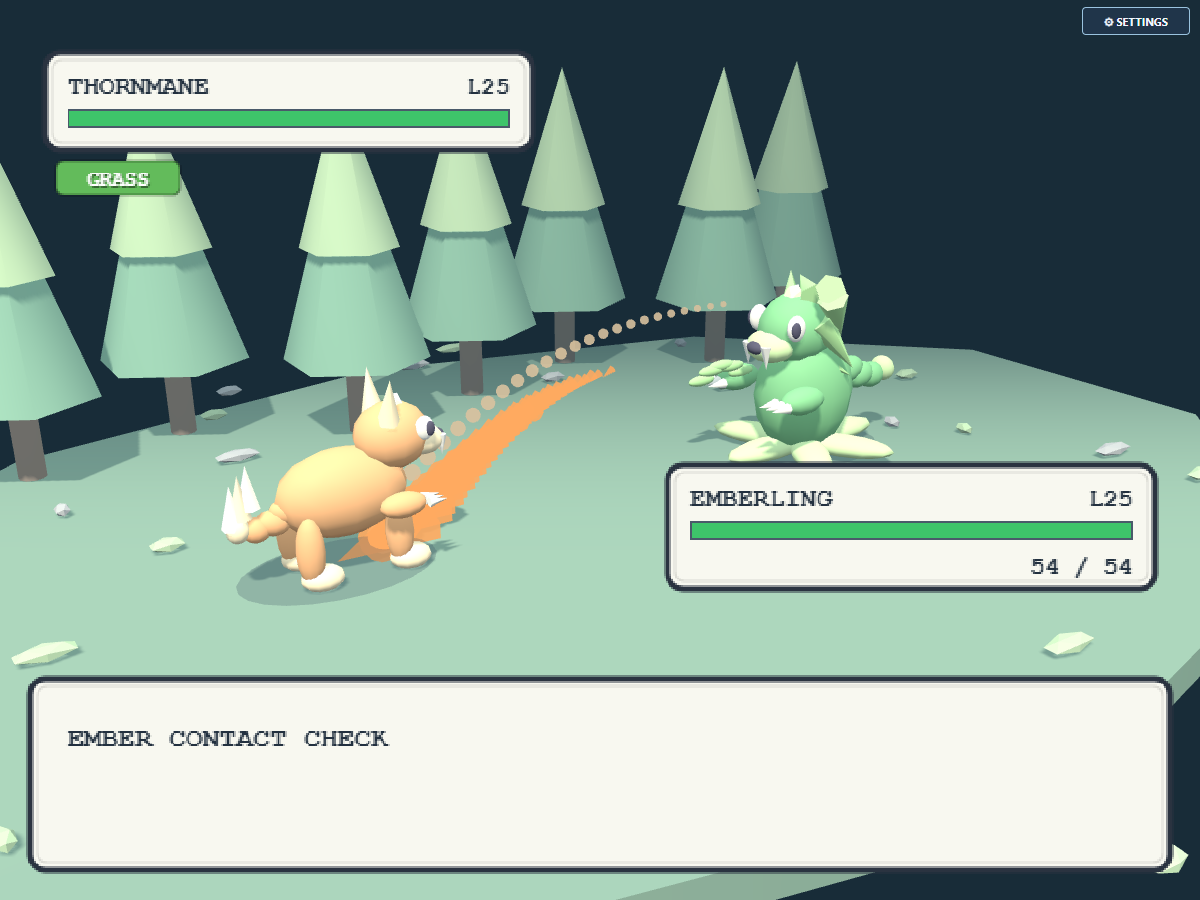 ⚙ SETTINGS
THORNMANE L25
GRASS
EMBERLING L25
54 / 54
EMBER CONTACT CHECK